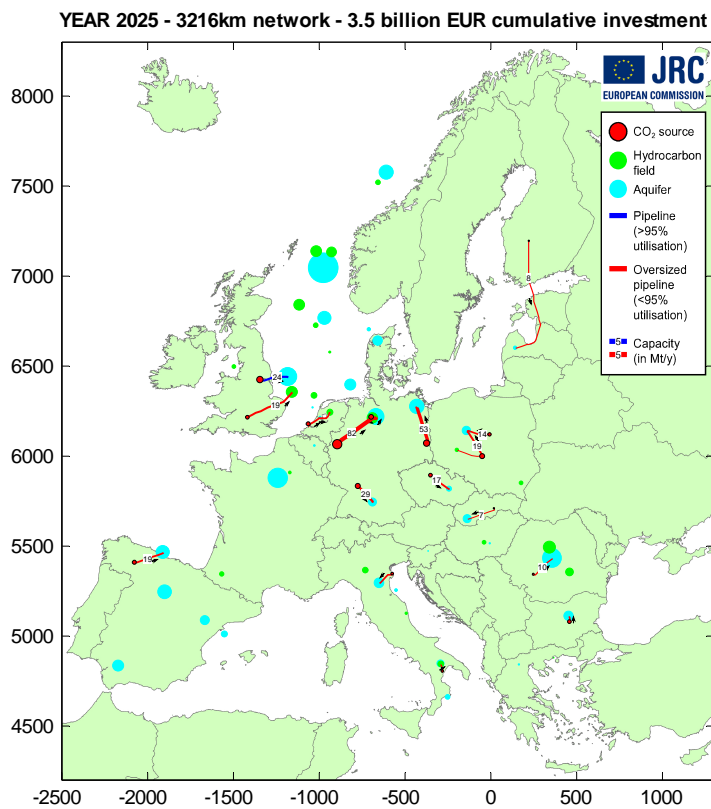 YEAR 2025 - 3216km network - 3.5 billion EUR cumulative investment
JRC
EUROPEAN COMMISSION
CO₂ source
Hydrocarbon
field
Aquifer
Pipeline
(>95%
utilisation)
Oversized
pipeline
(<95%
utilisation)
5
5
Capacity
(in Mt/y)
8000
7500
7000
6500
6000
5500
5000
4500
8
24
19
82
53
14
19
17
29
7
19
10
-2500
-2000
-1500
-1000
-500
0
500
1000